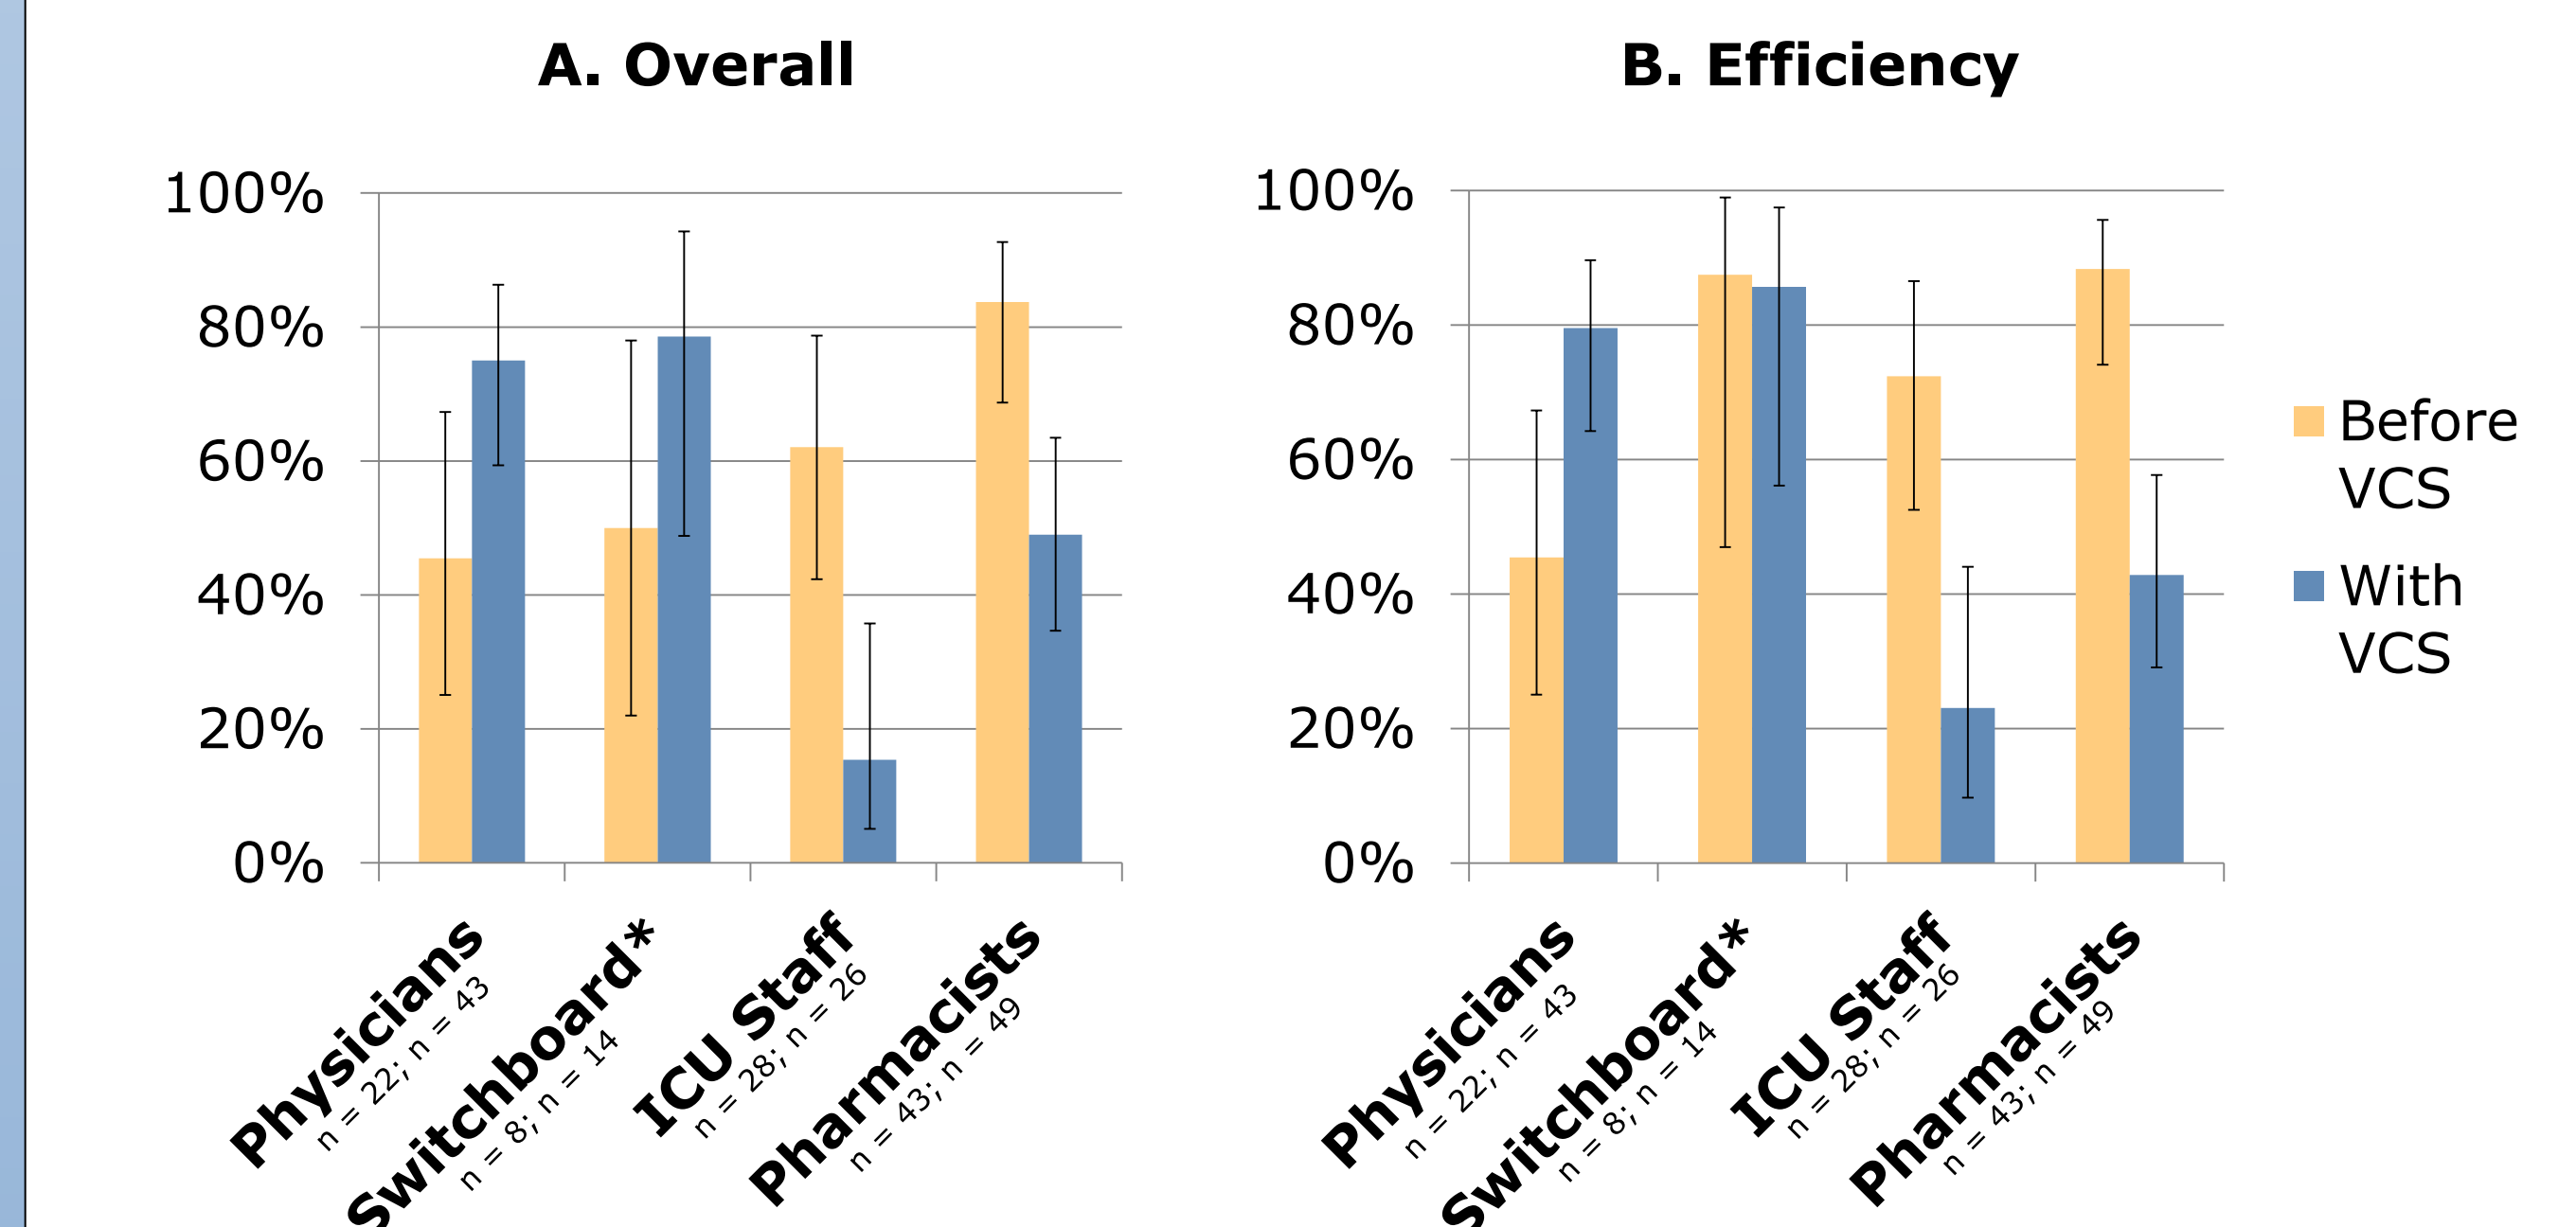 A. Overall
100%
80%
60%
40%
20%
0%
Physicians
n = 22; n = 43
Switchboard*
n = 8; n = 14
ICU Staff
n = 28; n = 26
Pharmacists
n = 43; n = 49
B. Efficiency
100%
80%
60%
40%
20%
0%
Physicians
n = 22; n = 43
Switchboard*
n = 8; n = 14
ICU Staff
n = 28; n = 26
Pharmacists
n = 43; n = 49
Before
VCS
With
VCS